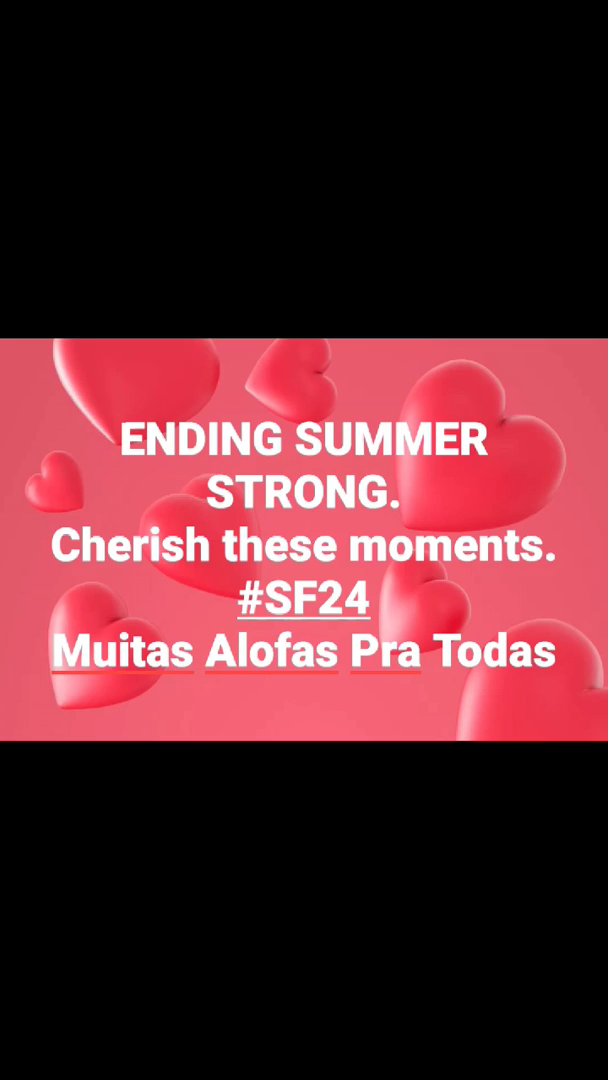 ENDING SUMMER
STRONG.
Cherish these moments.
#SF24
Muitas Alofas Pra Todas